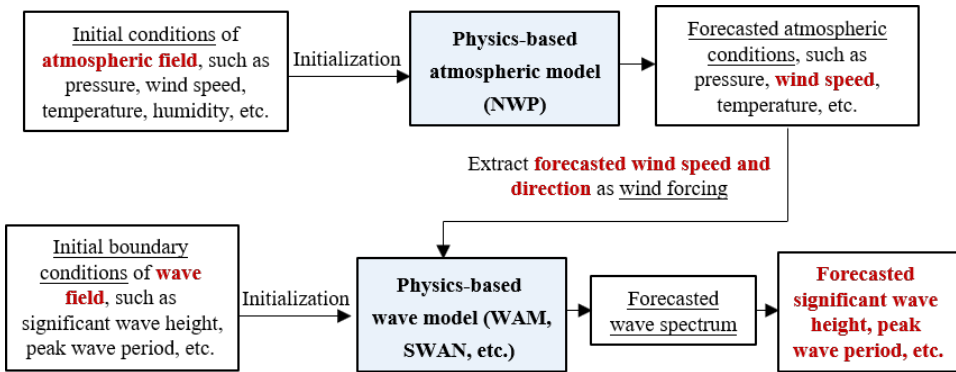 Initial conditions of
atmospheric field, such as
pressure, wind speed,
temperature, humidity, etc.
Initialization
Physics-based
atmospheric model
(NWP)
Forecasted atmospheric
conditions, such as
pressure, wind speed,
temperature, etc.
Extract forecasted wind speed and
direction as wind forcing
Initial boundary
conditions of wave
field, such as
significant wave height,
peak wave period, etc.
Initialization
Physics-based
wave model (WAM,
SWAN, etc.)
Forecasted
wave spectrum
Forecasted
significant wave
height, peak
wave period, etc.